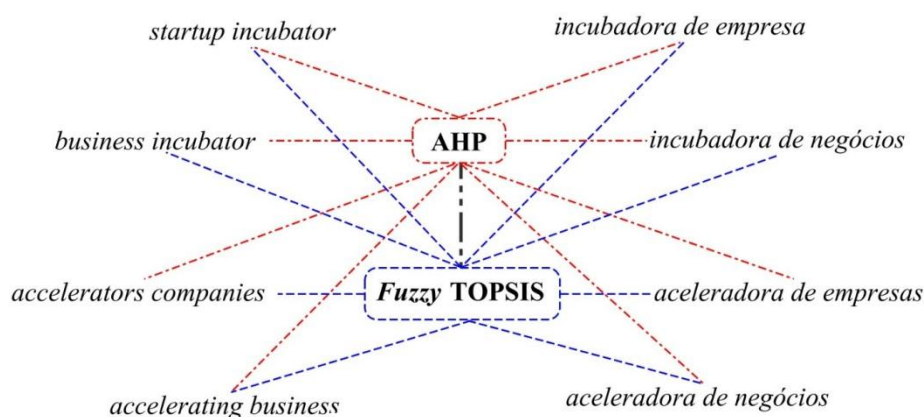 startup incubator
incubadora de empresa
business incubator
AHP
incubadora de negócios
accelerators companies
Fuzzy TOPSIS
aceleradora de empresas
accelerating business
aceleradora de negócios